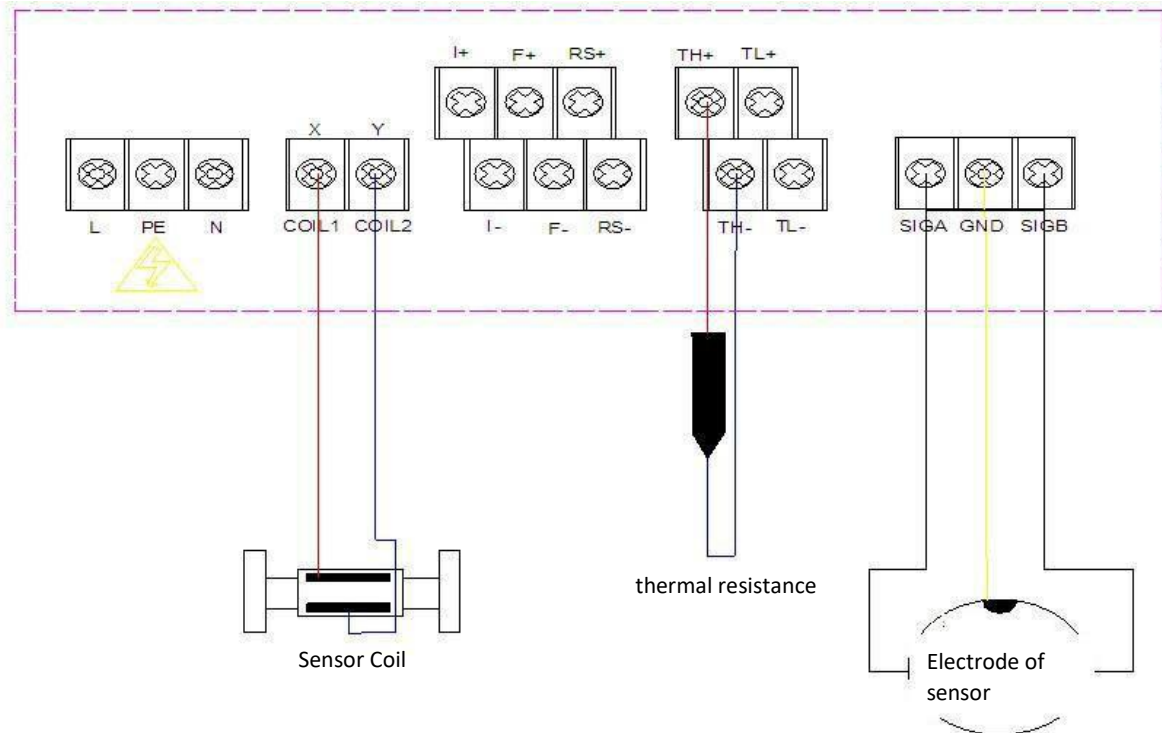 I+ F+ RS+ TH+ TL+
X Y
L PE N COIL1 COIL2 I- F- RS- TH- TL- SIGA GND SIGB
thermal resistance
Sensor Coil
Electrode of
sensor